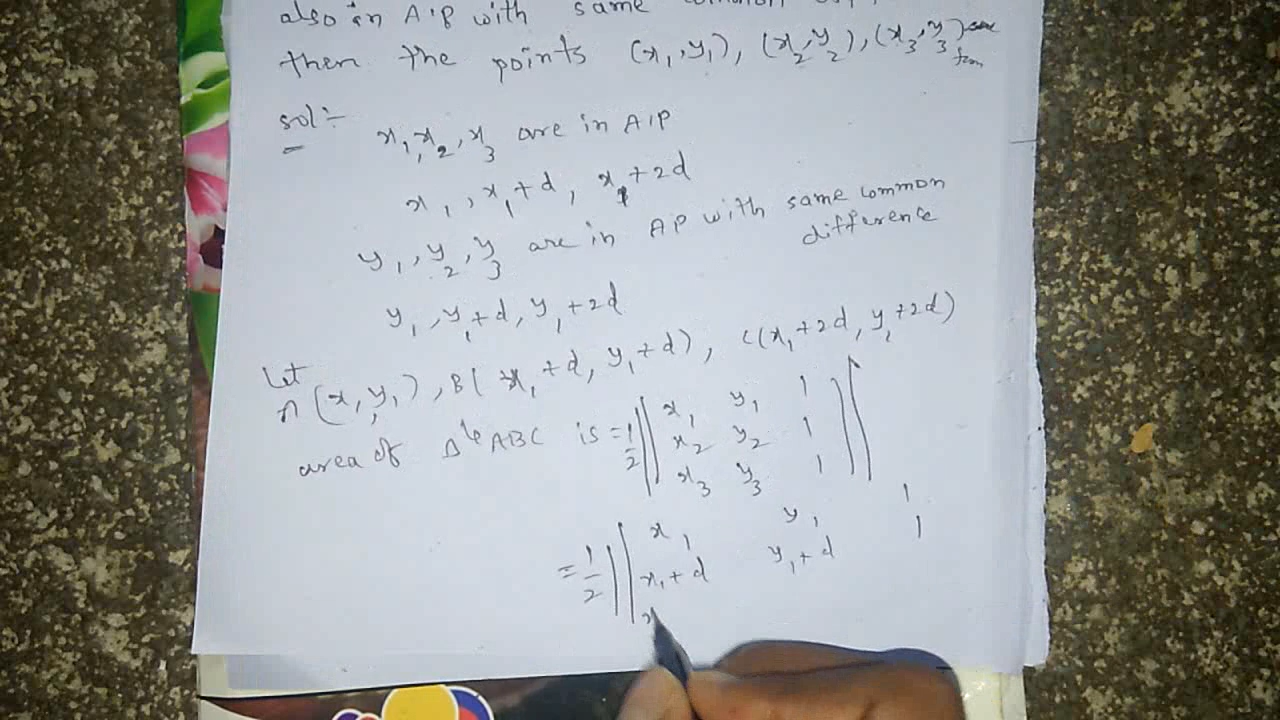 also in A.P with same common
then the points (x₁, y₁), (x₂, y₂), (x₃, y₃)
sol:-
x₁, x₂, x₃ are in A.P
x₁, x₁+d, x₁+2d
y₁, y₂, y₃ are in AP with same common
difference
y₁, y₁+d, y₁+2d
Let
A(x₁, y₁), B(x₁+d, y₁+d), C(x₁+2d, y₁+2d)
area of Δle ABC is = 1/2 || x₁ y₁ 1
x₂ y₂ 1
x₃ y₃ 1 ||
= 1/2 || x₁ y₁ 1
x₁+d y₁+d 1
x